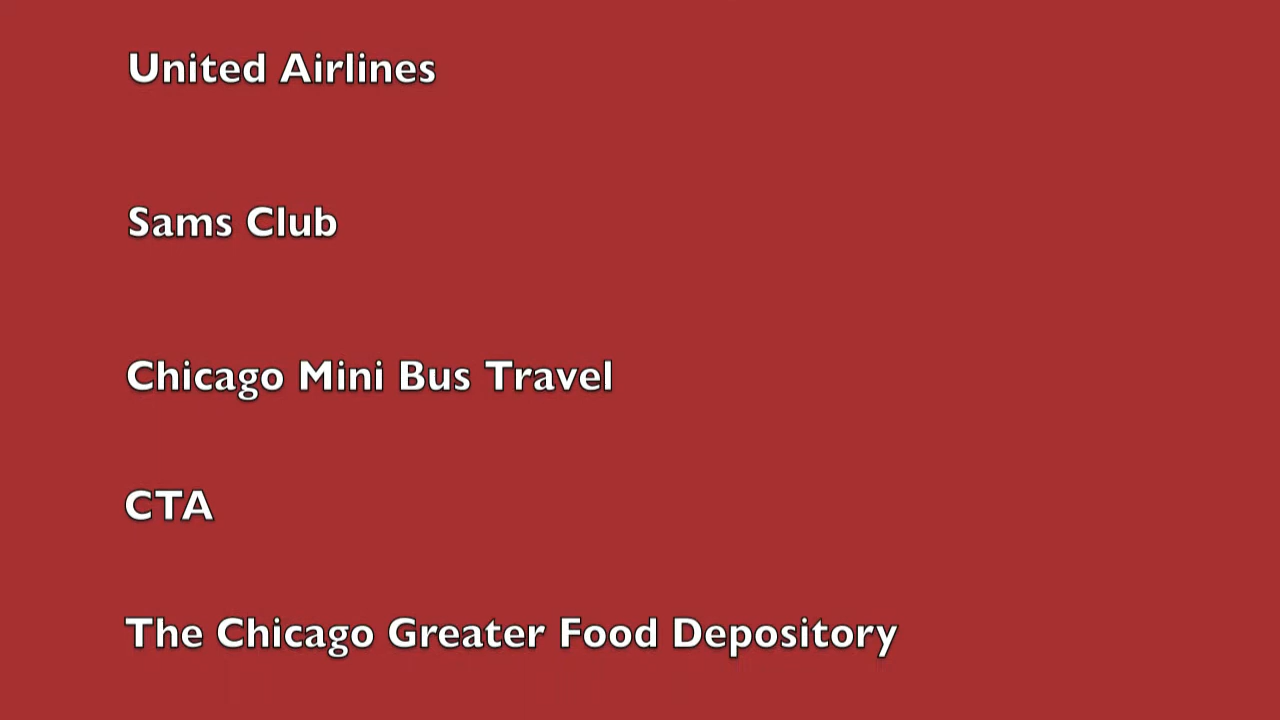 United Airlines
Sams Club
Chicago Mini Bus Travel
CTA
The Chicago Greater Food Depository